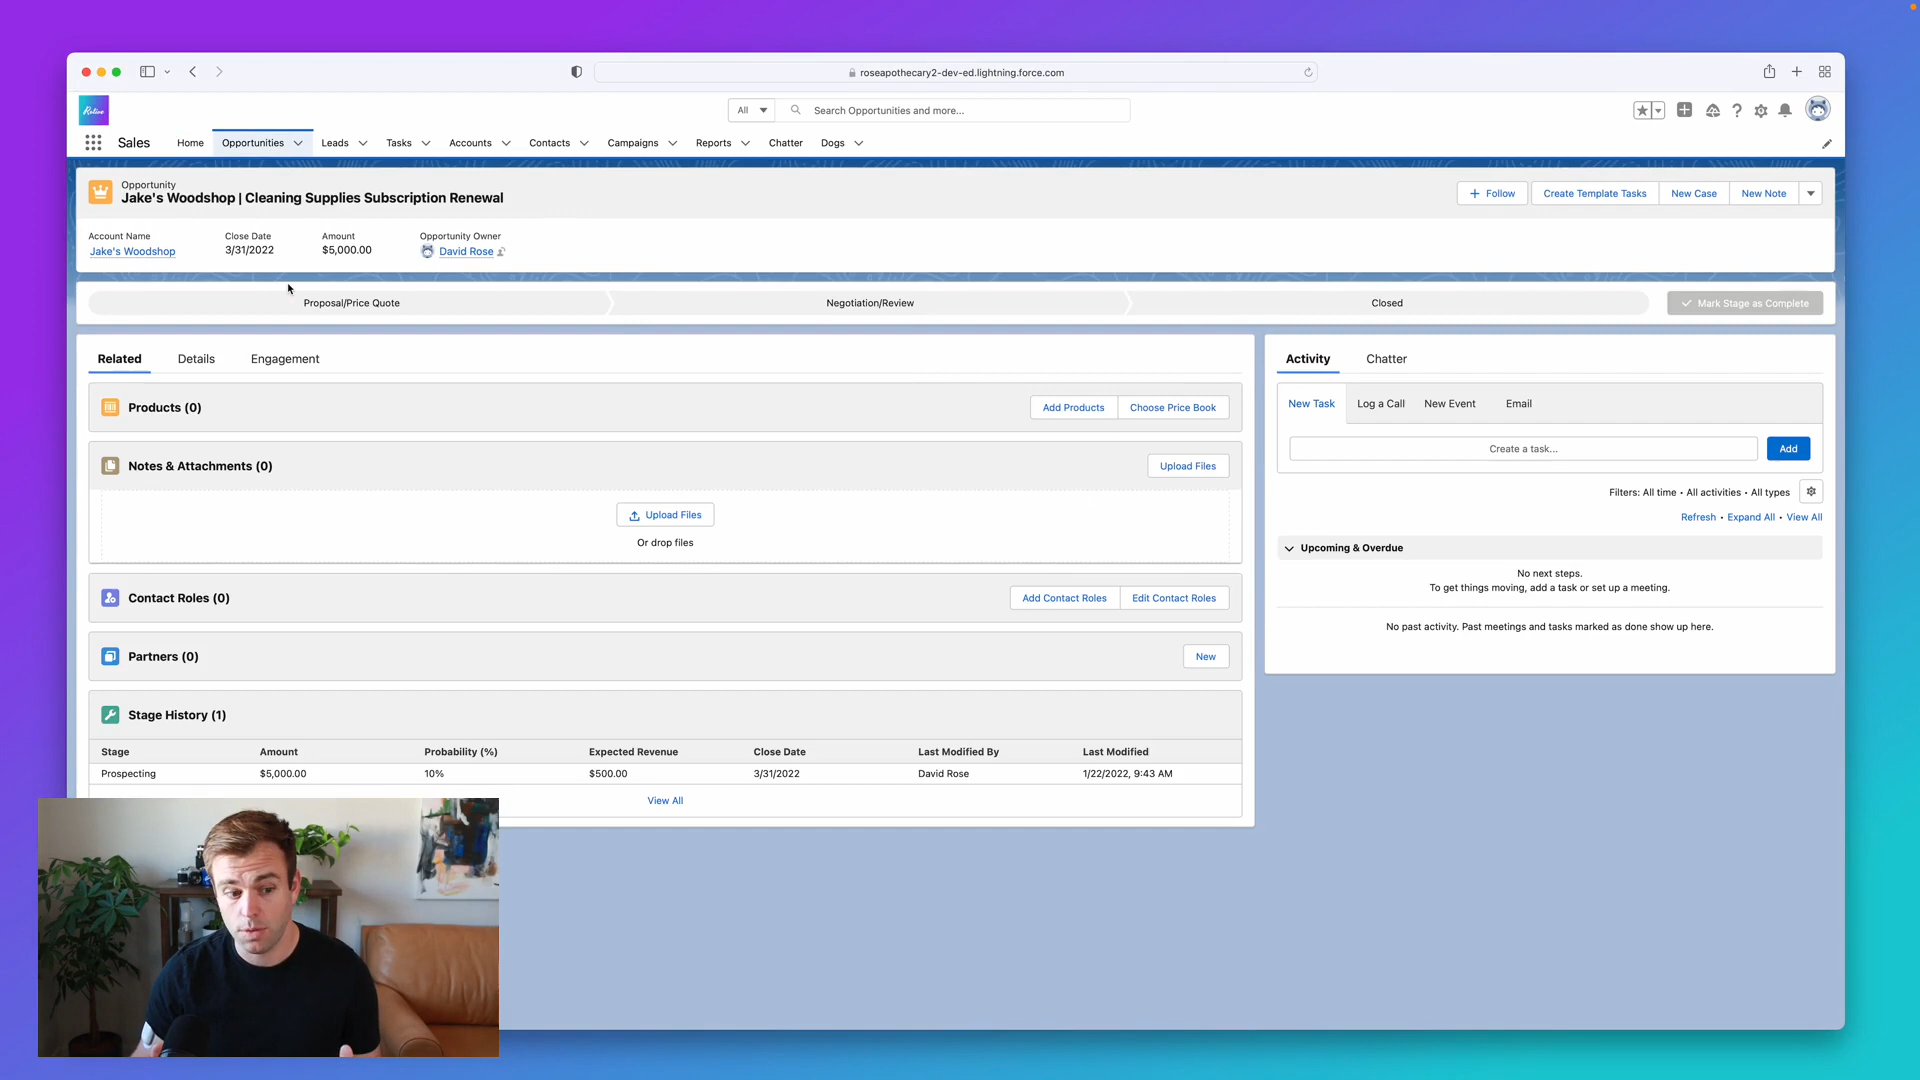 roseapothecary2-dev-ed.lightning.force.com
All
Search Opportunities and more...
Sales
Home
Opportunities
Leads
Tasks
Accounts
Contacts
Campaigns
Reports
Chatter
Dogs
Opportunity
Jake's Woodshop | Cleaning Supplies Subscription Renewal
Follow
Create Template Tasks
New Case
New Note
Account Name
Close Date
Amount
Opportunity Owner
Jake's Woodshop
3/31/2022
$5,000.00
David Rose
Proposal/Price Quote
Negotiation/Review
Closed
Mark Stage as Complete
Related
Details
Engagement
Products (0)
Add Products
Choose Price Book
Notes & Attachments (0)
Upload Files
Upload Files
Or drop files
Contact Roles (0)
Add Contact Roles
Edit Contact Roles
Partners (0)
New
Stage History (1)
Stage
Amount
Probability (%)
Expected Revenue
Close Date
Last Modified By
Last Modified
Prospecting
$5,000.00
10%
$500.00
3/31/2022
David Rose
1/22/2022, 9:43 AM
View All
Activity
Chatter
New Task
Log a Call
New Event
Email
Create a task...
Add
Filters: All time • All activities • All types
Refresh • Expand All • View All
Upcoming & Overdue
No next steps.
To get things moving, add a task or set up a meeting.
No past activity. Past meetings and tasks marked as done show up here.